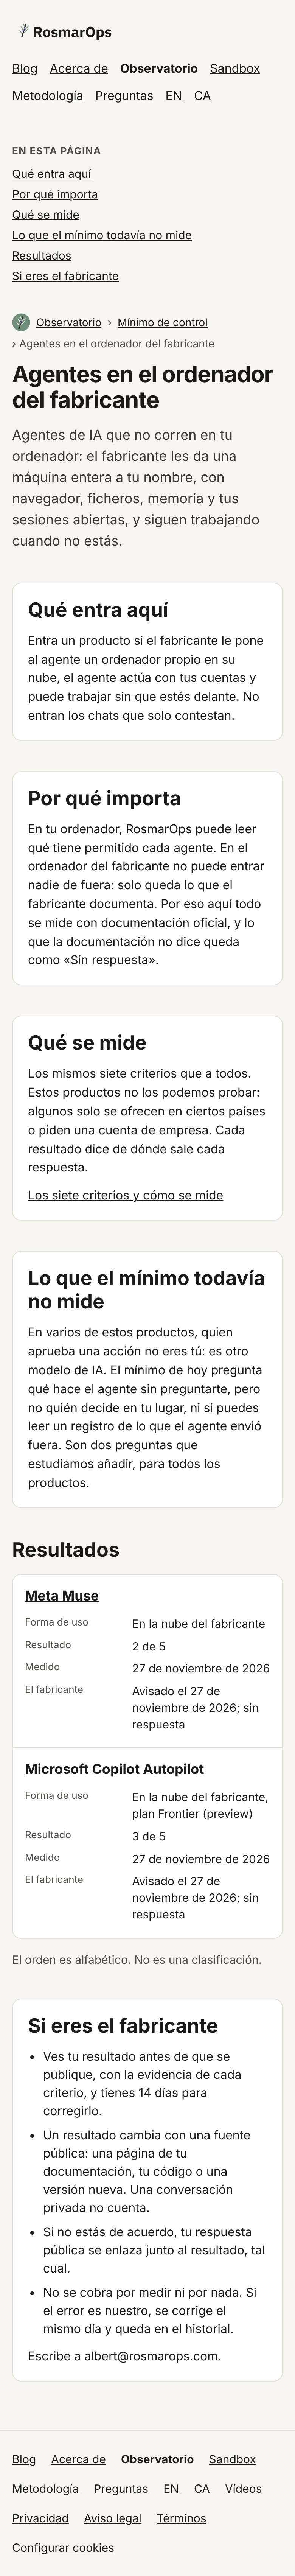 RosmarOps
Blog Acerca de Observatorio Sandbox
Metodología Preguntas EN CA
EN ESTA PÁGINA
Qué entra aquí
Por qué importa
Qué se mide
Lo que el mínimo todavía no mide
Resultados
Si eres el fabricante
Observatorio › Mínimo de control
› Agentes en el ordenador del fabricante
Agentes en el ordenador
del fabricante
Agentes de IA que no corren en tu
ordenador: el fabricante les da una
máquina entera a tu nombre, con
navegador, ficheros, memoria y tus
sesiones abiertas, y siguen trabajando
cuando no estás.
Qué entra aquí
Entra un producto si el fabricante le pone
al agente un ordenador propio en su
nube, el agente actúa con tus cuentas y
puede trabajar sin que estés delante. No
entran los chats que solo contestan.
Por qué importa
En tu ordenador, RosmarOps puede leer
qué tiene permitido cada agente. En el
ordenador del fabricante no puede entrar
nadie de fuera: solo queda lo que el
fabricante documenta. Por eso aquí todo
se mide con documentación oficial, y lo
que la documentación no dice queda
como «Sin respuesta».
Qué se mide
Los mismos siete criterios que a todos.
Estos productos no los podemos probar:
algunos solo se ofrecen en ciertos países
o piden una cuenta de empresa. Cada
resultado dice de dónde sale cada
respuesta.
Los siete criterios y cómo se mide
Lo que el mínimo todavía
no mide
En varios de estos productos, quien
aprueba una acción no eres tú: es otro
modelo de IA. El mínimo de hoy pregunta
qué hace el agente sin preguntarte, pero
no quién decide en tu lugar, ni si puedes
leer un registro de lo que el agente envió
fuera. Son dos preguntas que
estudiamos añadir, para todos los
productos.
Resultados
Meta Muse
Forma de uso En la nube del fabricante
Resultado 2 de 5
Medido 27 de noviembre de 2026
El fabricante Avisado el 27 de
noviembre de 2026; sin
respuesta
Microsoft Copilot Autopilot
Forma de uso En la nube del fabricante,
plan Frontier (preview)
Resultado 3 de 5
Medido 27 de noviembre de 2026
El fabricante Avisado el 27 de
noviembre de 2026; sin
respuesta
El orden es alfabético. No es una clasificación.
Si eres el fabricante
• Ves tu resultado antes de que se
publique, con la evidencia de cada
criterio, y tienes 14 días para
corregirlo.
• Un resultado cambia con una fuente
pública: una página de tu
documentación, tu código o una
versión nueva. Una conversación
privada no cuenta.
• Si no estás de acuerdo, tu respuesta
pública se enlaza junto al resultado, tal
cual.
• No se cobra por medir ni por nada. Si
el error es nuestro, se corrige el
mismo día y queda en el historial.
Escribe a albert@rosmarops.com.
Blog Acerca de Observatorio Sandbox
Metodología Preguntas EN CA Vídeos
Privacidad Aviso legal Términos
Configurar cookies